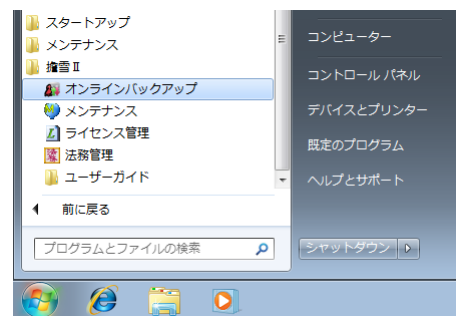 スタートアップ
メンテナンス
擔雪Ⅱ
オンラインバックアップ
メンテナンス
ライセンス管理
法務管理
ユーザーガイド
前に戻る
プログラムとファイルの検索
コンピューター
コントロール パネル
デバイスとプリンター
既定のプログラム
ヘルプとサポート
シャットダウン